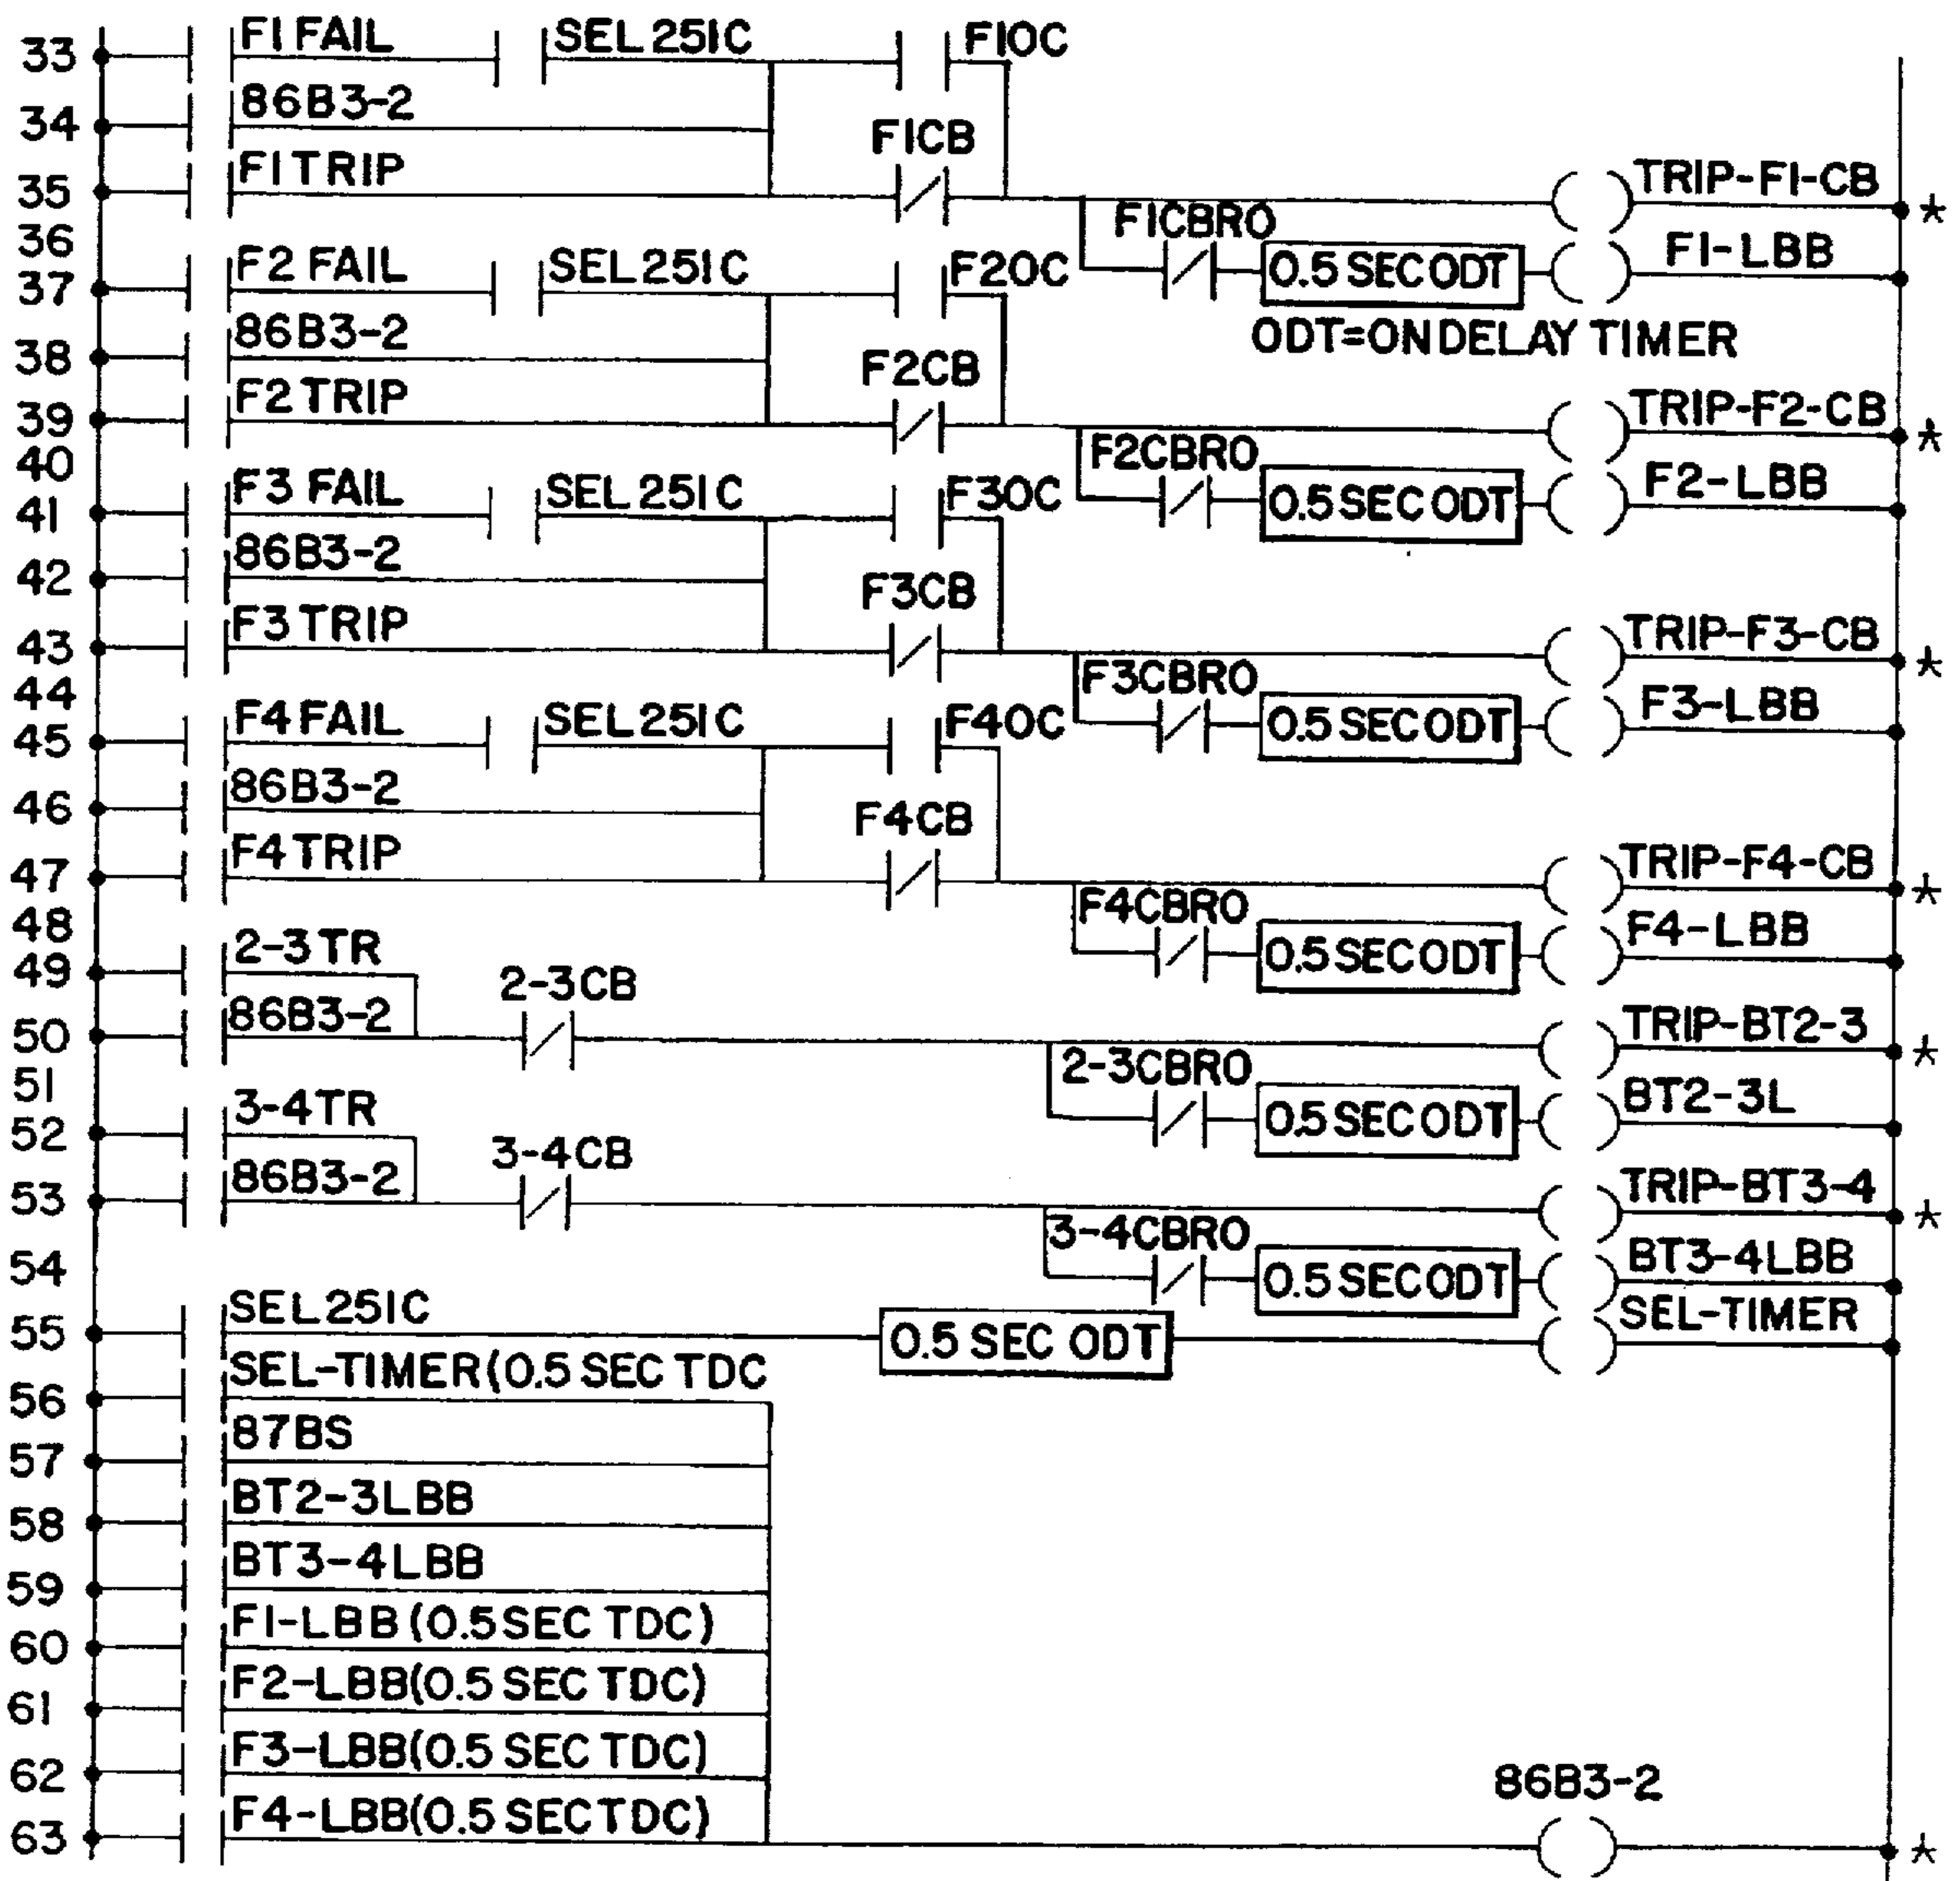 33 F1 FAIL SEL 251C F1OC
34 86B3-2 F1CB
35 F1 TRIP TRIP-F1-CB *
36 F1CBRO 0.5 SEC ODT F1-LBB
37 F2 FAIL SEL 251C F2OC
ODT=ON DELAY TIMER
38 86B3-2 F2CB
39 F2 TRIP TRIP-F2-CB *
40 F2CBRO 0.5 SEC ODT F2-LBB
41 F3 FAIL SEL 251C F3OC
42 86B3-2 F3CB
43 F3 TRIP TRIP-F3-CB *
44 F3CBRO 0.5 SEC ODT F3-LBB
45 F4 FAIL SEL 251C F4OC
46 86B3-2 F4CB
47 F4 TRIP TRIP-F4-CB *
48 F4CBRO 0.5 SEC ODT F4-LBB
49 2-3TR
50 86B3-2 2-3CB TRIP-BT2-3 *
51 2-3CBRO 0.5 SEC ODT BT2-3L
52 3-4TR
53 86B3-2 3-4CB TRIP-BT3-4 *
54 3-4CBRO 0.5 SEC ODT BT3-4LBB
55 SEL 251C 0.5 SEC ODT SEL-TIMER
56 SEL-TIMER (0.5 SEC TDC
57 87BS
58 BT2-3LBB
59 BT3-4LBB
60 F1-LBB (0.5 SEC TDC)
61 F2-LBB (0.5 SEC TDC)
62 F3-LBB (0.5 SEC TDC)
63 F4-LBB (0.5 SEC TDC) 86B3-2 *